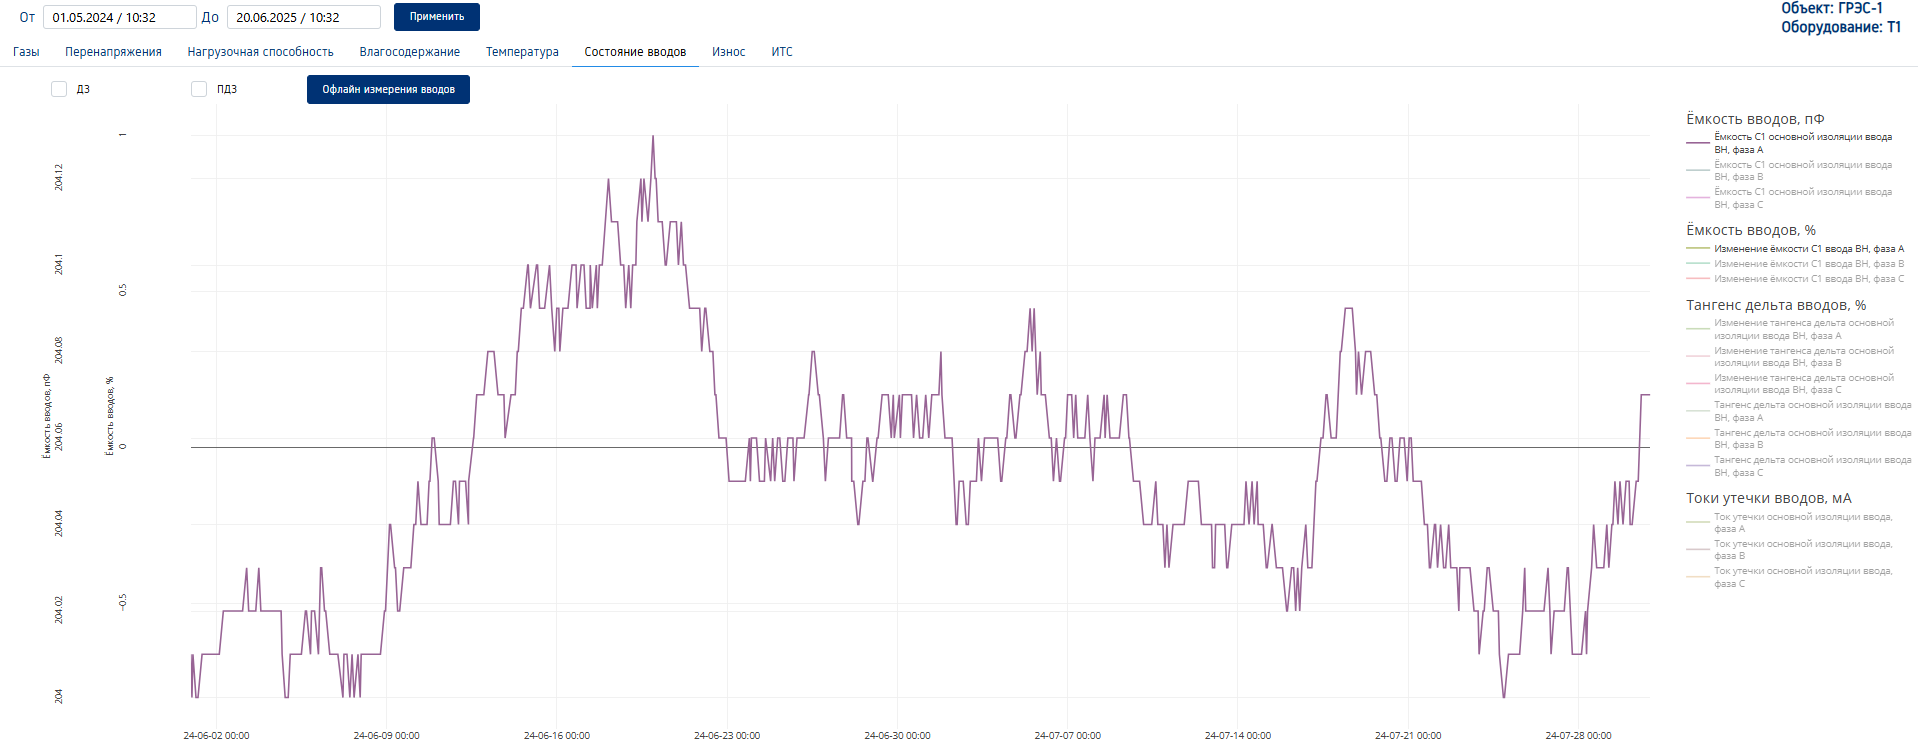 От 01.05.2024 / 10:32 До 20.06.2025 / 10:32 Применить
Объект: ГРЭС-1
Оборудование: Т1
Газы Перенапряжения Нагрузочная способность Влагосодержание Температура Состояние вводов Износ ИТС
ДЗ ПДЗ Офлайн измерения вводов
Ёмкость вводов, пФ
204
204.02
204.04
204.06
204.08
204.1
204.12
Ёмкость вводов, %
−0.5
0
0.5
1
24-06-02 00:00 24-06-09 00:00 24-06-16 00:00 24-06-23 00:00 24-06-30 00:00 24-07-07 00:00 24-07-14 00:00 24-07-21 00:00 24-07-28 00:00
Ёмкость вводов, пФ
Ёмкость С1 основной изоляции ввода
ВН, фаза А
Ёмкость С1 основной изоляции ввода
ВН, фаза В
Ёмкость С1 основной изоляции ввода
ВН, фаза С
Ёмкость вводов, %
Изменение ёмкости С1 ввода ВН, фаза А
Изменение ёмкости С1 ввода ВН, фаза В
Изменение ёмкости С1 ввода ВН, фаза С
Тангенс дельта вводов, %
Изменение тангенса дельта основной
изоляции ввода ВН, фаза А
Изменение тангенса дельта основной
изоляции ввода ВН, фаза В
Изменение тангенса дельта основной
изоляции ввода ВН, фаза С
Тангенс дельта основной изоляции ввода
ВН, фаза А
Тангенс дельта основной изоляции ввода
ВН, фаза В
Тангенс дельта основной изоляции ввода
ВН, фаза С
Токи утечки вводов, мА
Ток утечки основной изоляции ввода,
фаза А
Ток утечки основной изоляции ввода,
фаза В
Ток утечки основной изоляции ввода,
фаза С